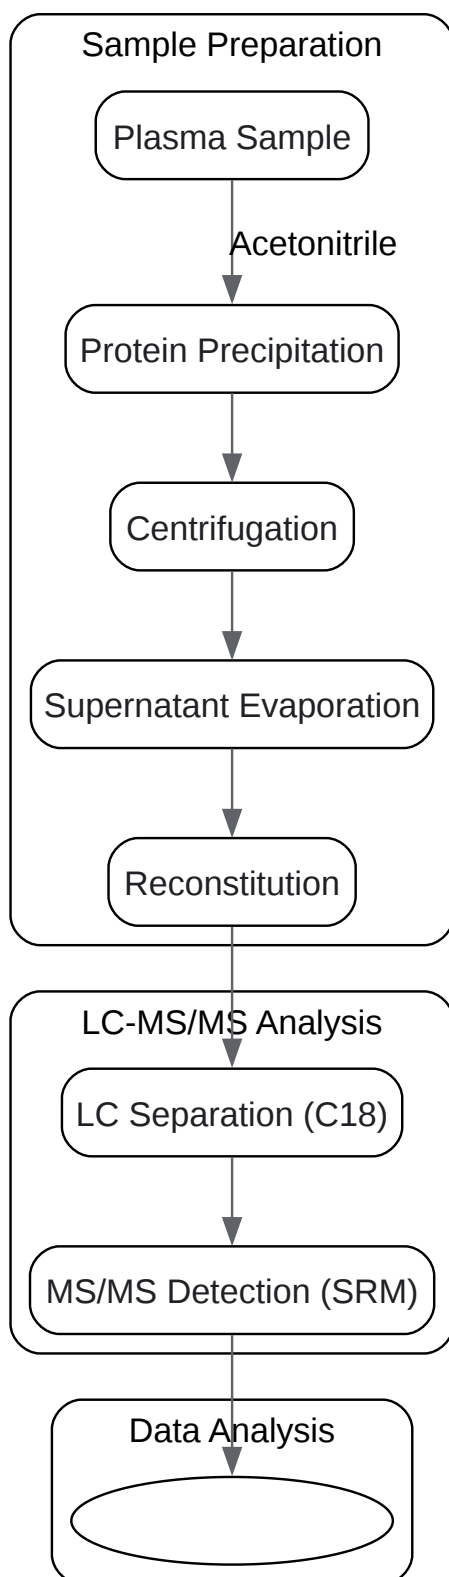 Sample Preparation
Plasma Sample
Acetonitrile
Protein Precipitation
Centrifugation
Supernatant Evaporation
Reconstitution
LC-MS/MS Analysis
LC Separation (C18)
MS/MS Detection (SRM)
Data Analysis